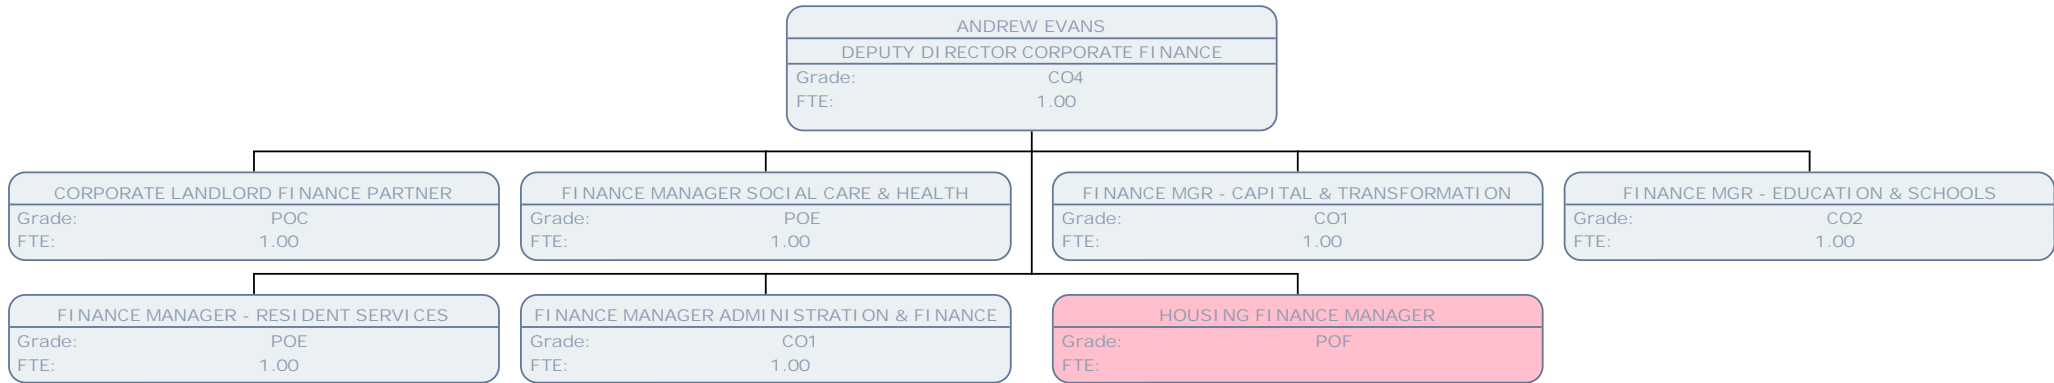 ANDREW EVANS
DEPUTY DIRECTOR CORPORATE FINANCE
Grade: CO4
FTE: 1.00
CORPORATE LANDLORD FINANCE PARTNER
Grade: POC
FTE: 1.00
FINANCE MANAGER SOCIAL CARE & HEALTH
Grade: POE
FTE: 1.00
FINANCE MGR - CAPITAL & TRANSFORMATION
Grade: CO1
FTE: 1.00
FINANCE MGR - EDUCATION & SCHOOLS
Grade: CO2
FTE: 1.00
FINANCE MANAGER - RESIDENT SERVICES
Grade: POE
FTE: 1.00
FINANCE MANAGER ADMINISTRATION & FINANCE
Grade: CO1
FTE: 1.00
HOUSING FINANCE MANAGER
Grade: POF
FTE: